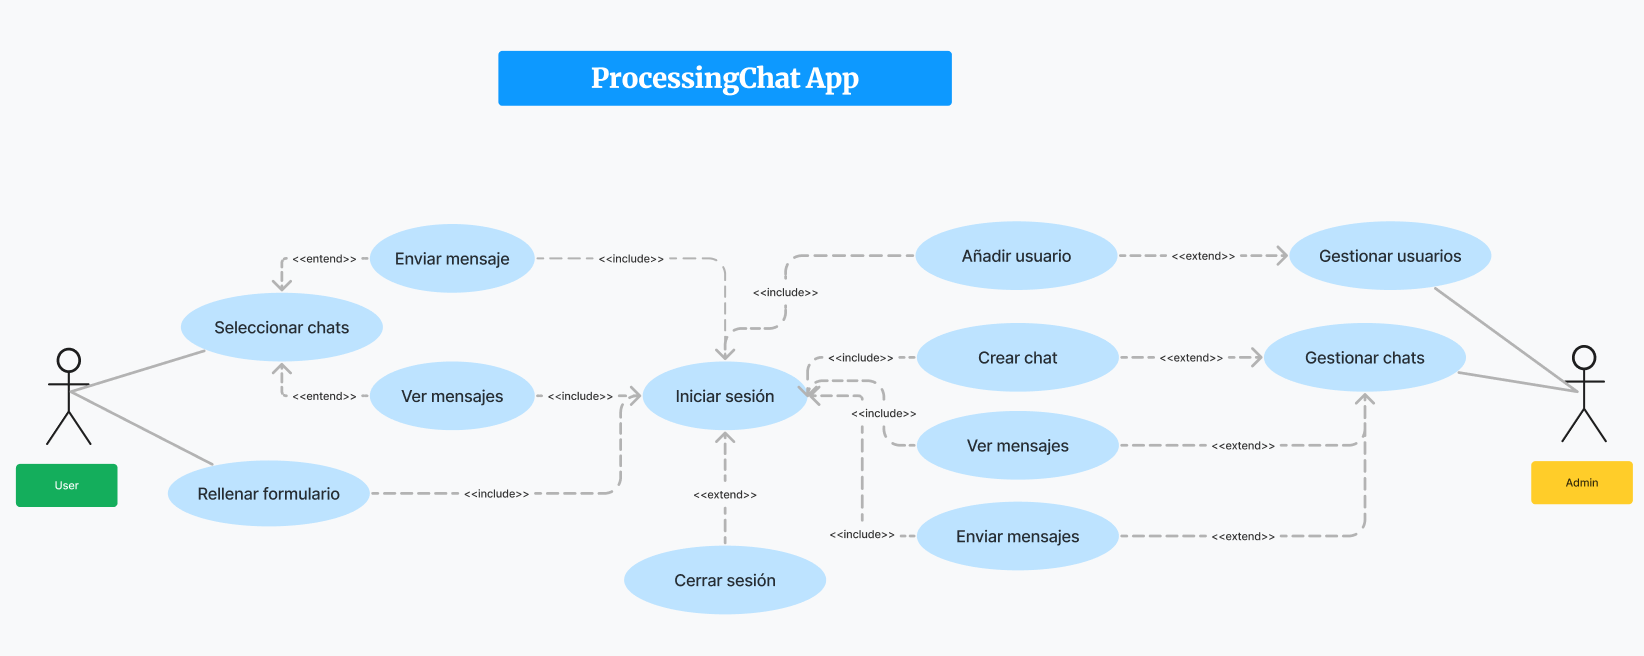 ProcessingChat App
<<entend>>
Enviar mensaje
<<include>>
Añadir usuario
<<extend>>
Gestionar usuarios
<<include>>
Seleccionar chats
<<include>>
Crear chat
<<extend>>
Gestionar chats
<<entend>>
Ver mensajes
<<include>>
Iniciar sesión
<<include>>
Ver mensajes
<<extend>>
User
Rellenar formulario
<<include>>
<<extend>>
Admin
<<include>>
Enviar mensajes
<<extend>>
Cerrar sesión